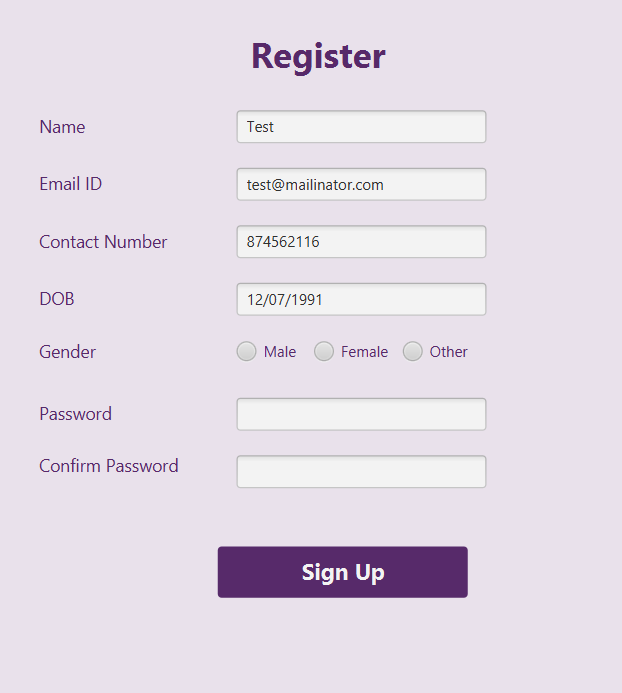 Register
Name Test
Email ID test@mailinator.com
Contact Number 874562116
DOB 12/07/1991
Gender Male Female Other
Password
Confirm Password
Sign Up